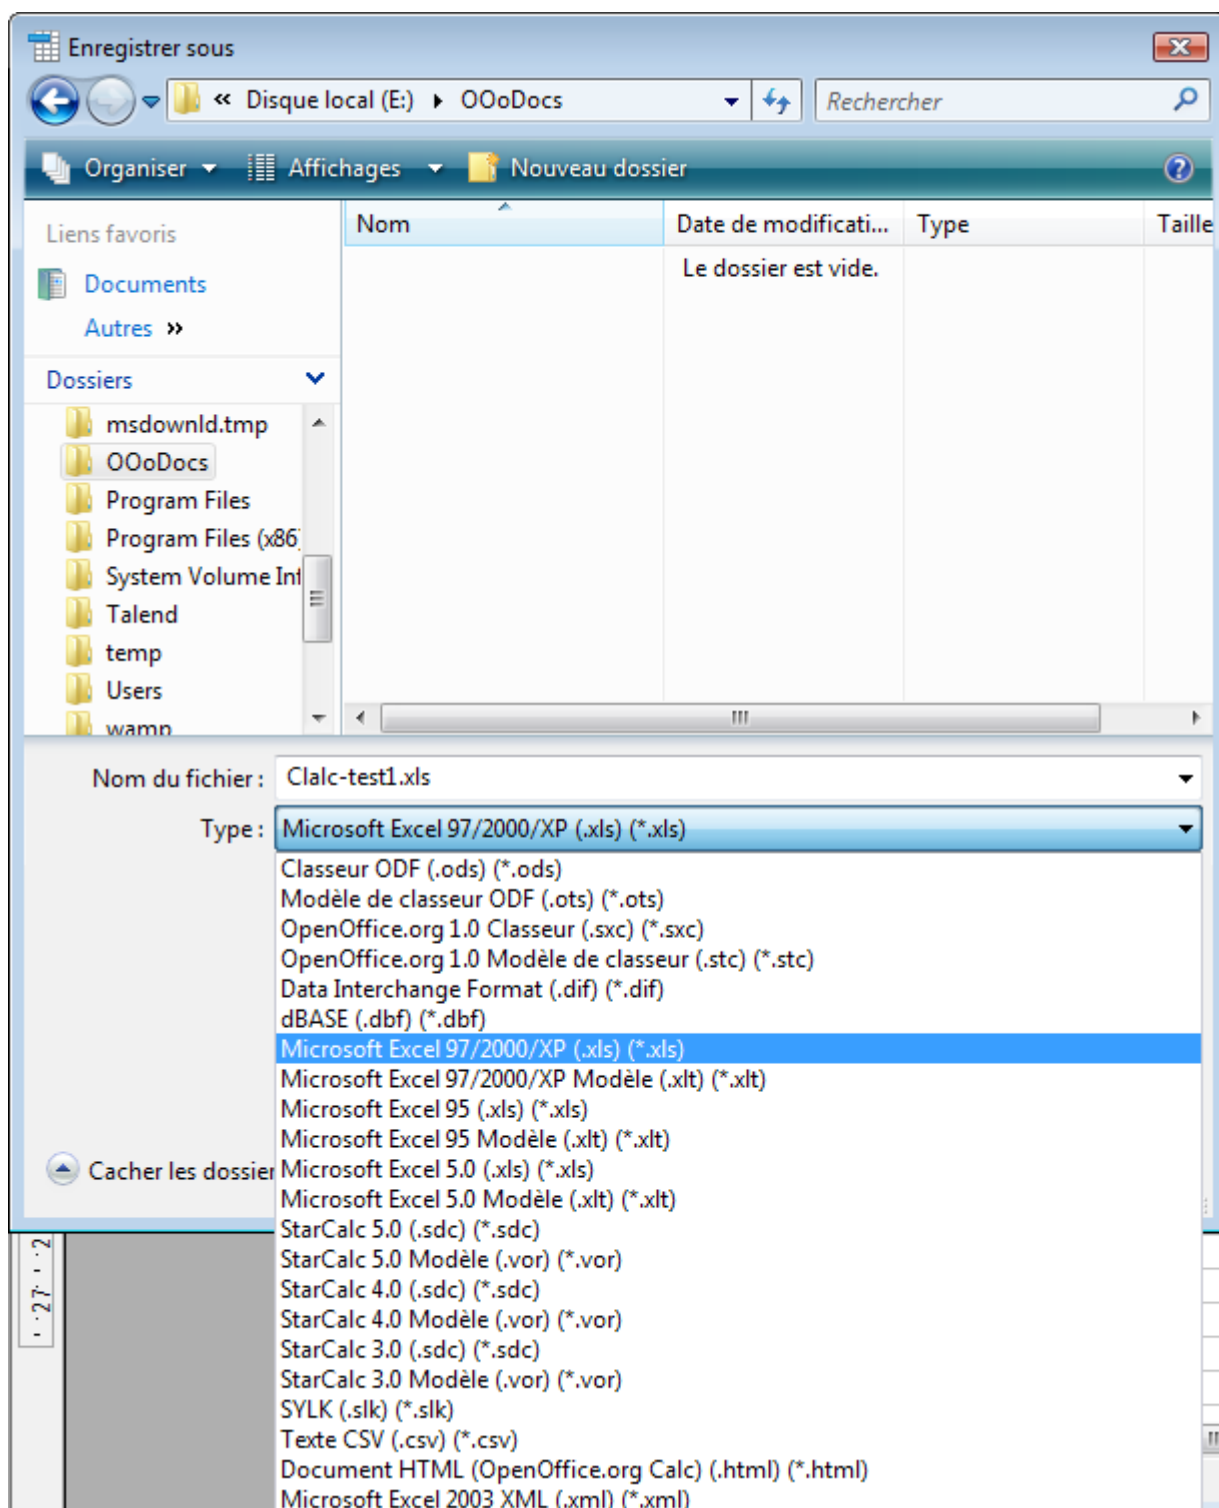 Enregistrer sous
« Disque local (E:) OOoDocs
Rechercher
Organiser Affichages Nouveau dossier
Liens favoris
Documents
Autres »
Dossiers
msdownld.tmp
OOoDocs
Program Files
Program Files (x86)
System Volume Inf
Talend
temp
Users
wamp
Nom Date de modificati... Type Taille
Le dossier est vide.
Nom du fichier : Clalc-test1.xls
Type : Microsoft Excel 97/2000/XP (.xls) (*.xls)
Classeur ODF (.ods) (*.ods)
Modèle de classeur ODF (.ots) (*.ots)
OpenOffice.org 1.0 Classeur (.sxc) (*.sxc)
OpenOffice.org 1.0 Modèle de classeur (.stc) (*.stc)
Data Interchange Format (.dif) (*.dif)
dBASE (.dbf) (*.dbf)
Microsoft Excel 97/2000/XP (.xls) (*.xls)
Microsoft Excel 97/2000/XP Modèle (.xlt) (*.xlt)
Microsoft Excel 95 (.xls) (*.xls)
Microsoft Excel 95 Modèle (.xlt) (*.xlt)
Microsoft Excel 5.0 (.xls) (*.xls)
Microsoft Excel 5.0 Modèle (.xlt) (*.xlt)
StarCalc 5.0 (.sdc) (*.sdc)
StarCalc 5.0 Modèle (.vor) (*.vor)
StarCalc 4.0 (.sdc) (*.sdc)
StarCalc 4.0 Modèle (.vor) (*.vor)
StarCalc 3.0 (.sdc) (*.sdc)
StarCalc 3.0 Modèle (.vor) (*.vor)
SYLK (.slk) (*.slk)
Texte CSV (.csv) (*.csv)
Document HTML (OpenOffice.org Calc) (.html) (*.html)
Microsoft Excel 2003 XML (.xml) (*.xml)
Cacher les dossier
27